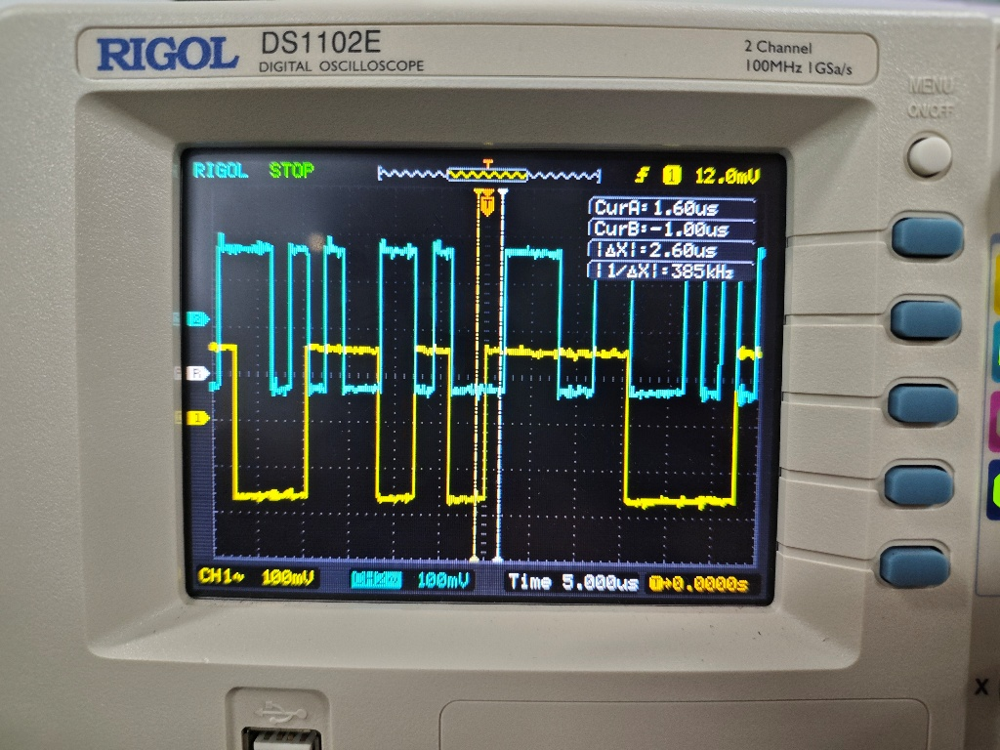 RIGOL DS1102E
DIGITAL OSCILLOSCOPE
2 Channel
100MHz 1GSa/s
MENU
ON/OFF
RIGOL STOP
T
1 12.0mV
T
CurA: 1.60us
CurB:-1.00us
|ΔX|:2.60us
|1/ΔX|:385kHz
2
R
1
CH1~ 100mV
100mV
Time 5.000us
T→0.0000s
X